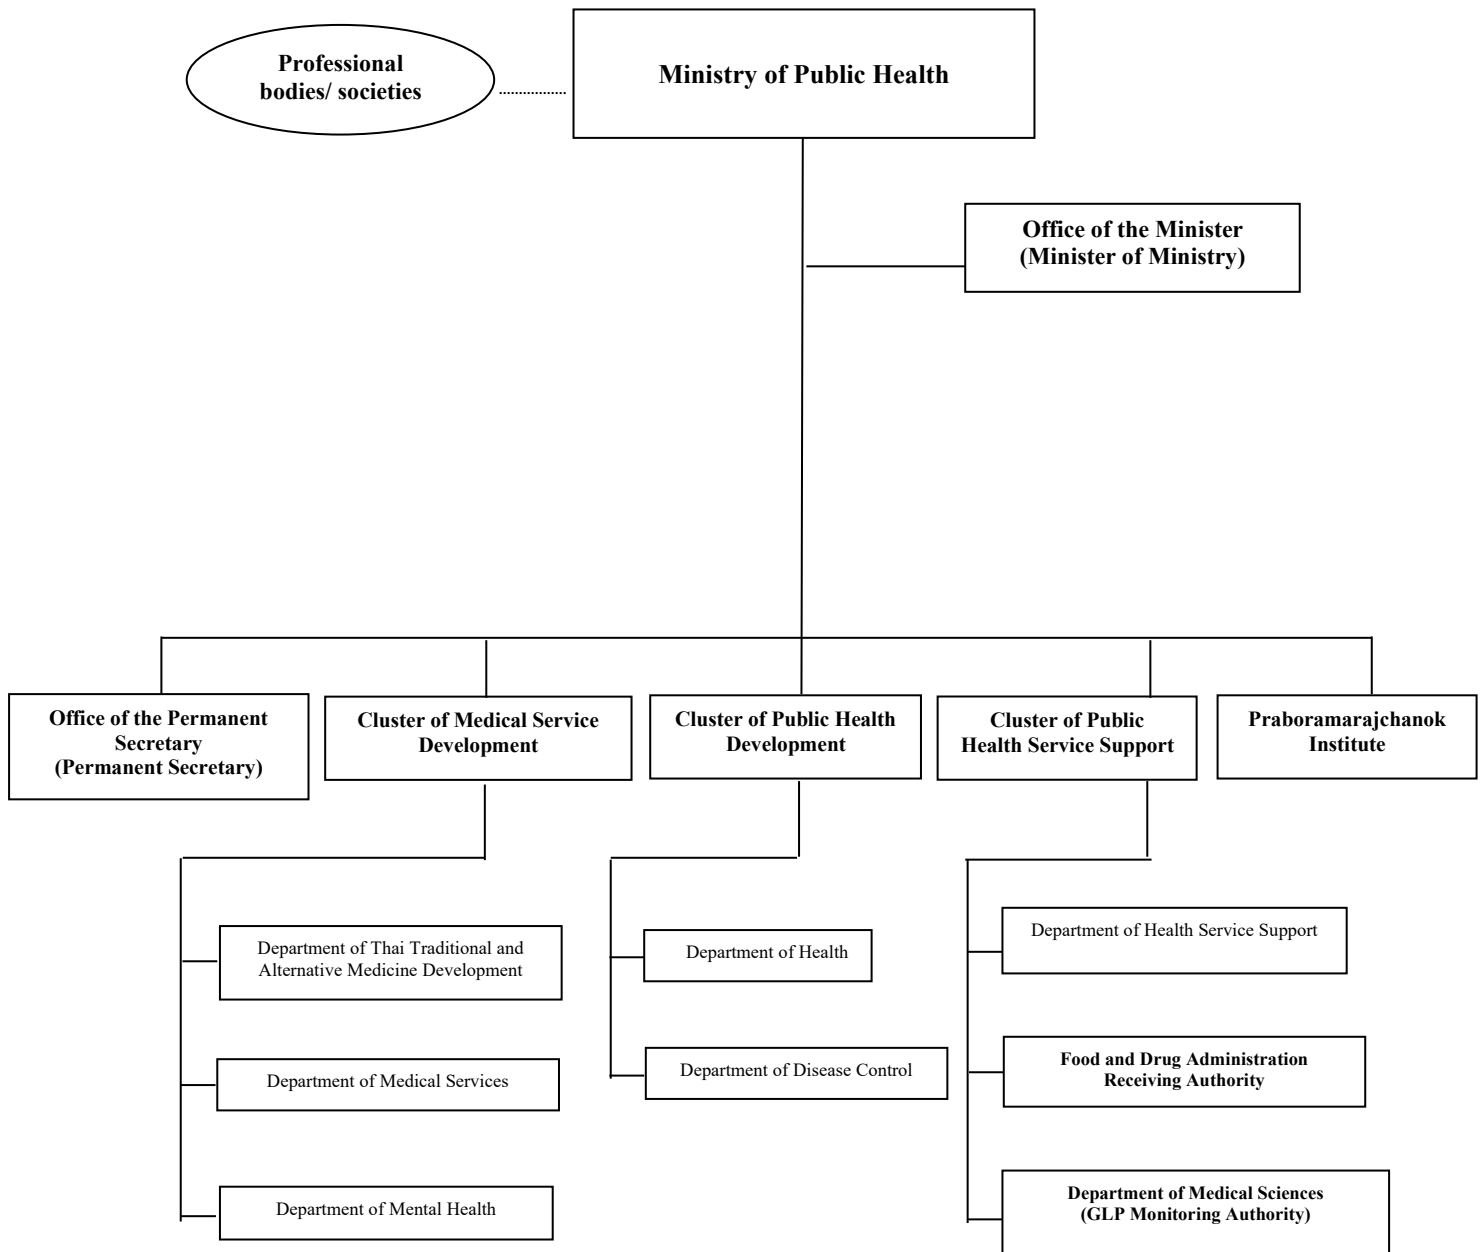 Professional
bodies/ societies
Ministry of Public Health
Office of the Minister
(Minister of Ministry)
Office of the Permanent
Secretary
(Permanent Secretary)
Cluster of Medical Service
Development
Cluster of Public Health
Development
Cluster of Public
Health Service Support
Praboramarajchanok
Institute
Department of Thai Traditional and
Alternative Medicine Development
Department of Medical Services
Department of Mental Health
Department of Health
Department of Disease Control
Department of Health Service Support
Food and Drug Administration
Receiving Authority
Department of Medical Sciences
(GLP Monitoring Authority)